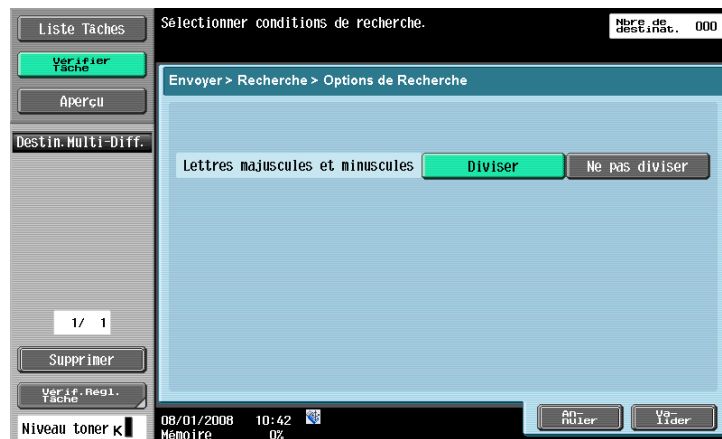 Liste Tâches
Sélectionner conditions de recherche.
Nbre de
destinat.
000
Vérifier
Tâche
Envoyer > Recherche > Options de Recherche
Aperçu
Destin.Multi-Diff.
Lettres majuscules et minuscules
Diviser
Ne pas diviser
1/ 1
Supprimer
Vérif.Régl.
Tâche
Niveau toner K
08/01/2008 10:42
Mémoire 0%
An-
nuler
Va-
lider